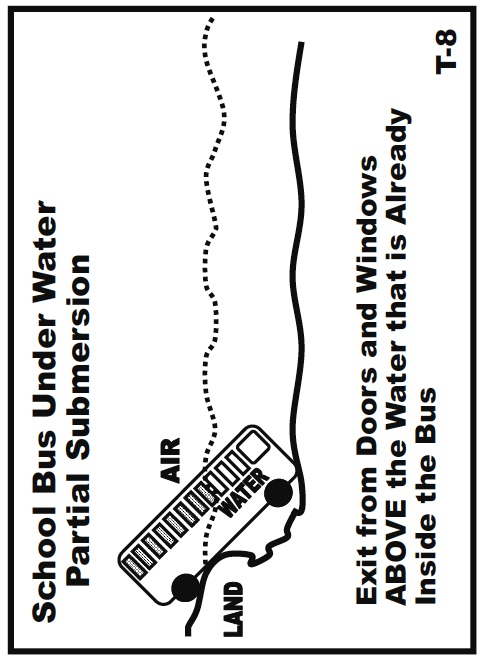 School Bus Under Water
Partial Submersion
AIR
WATER
LAND
Exit from Doors and Windows
ABOVE the Water that is Already
Inside the Bus
T-8